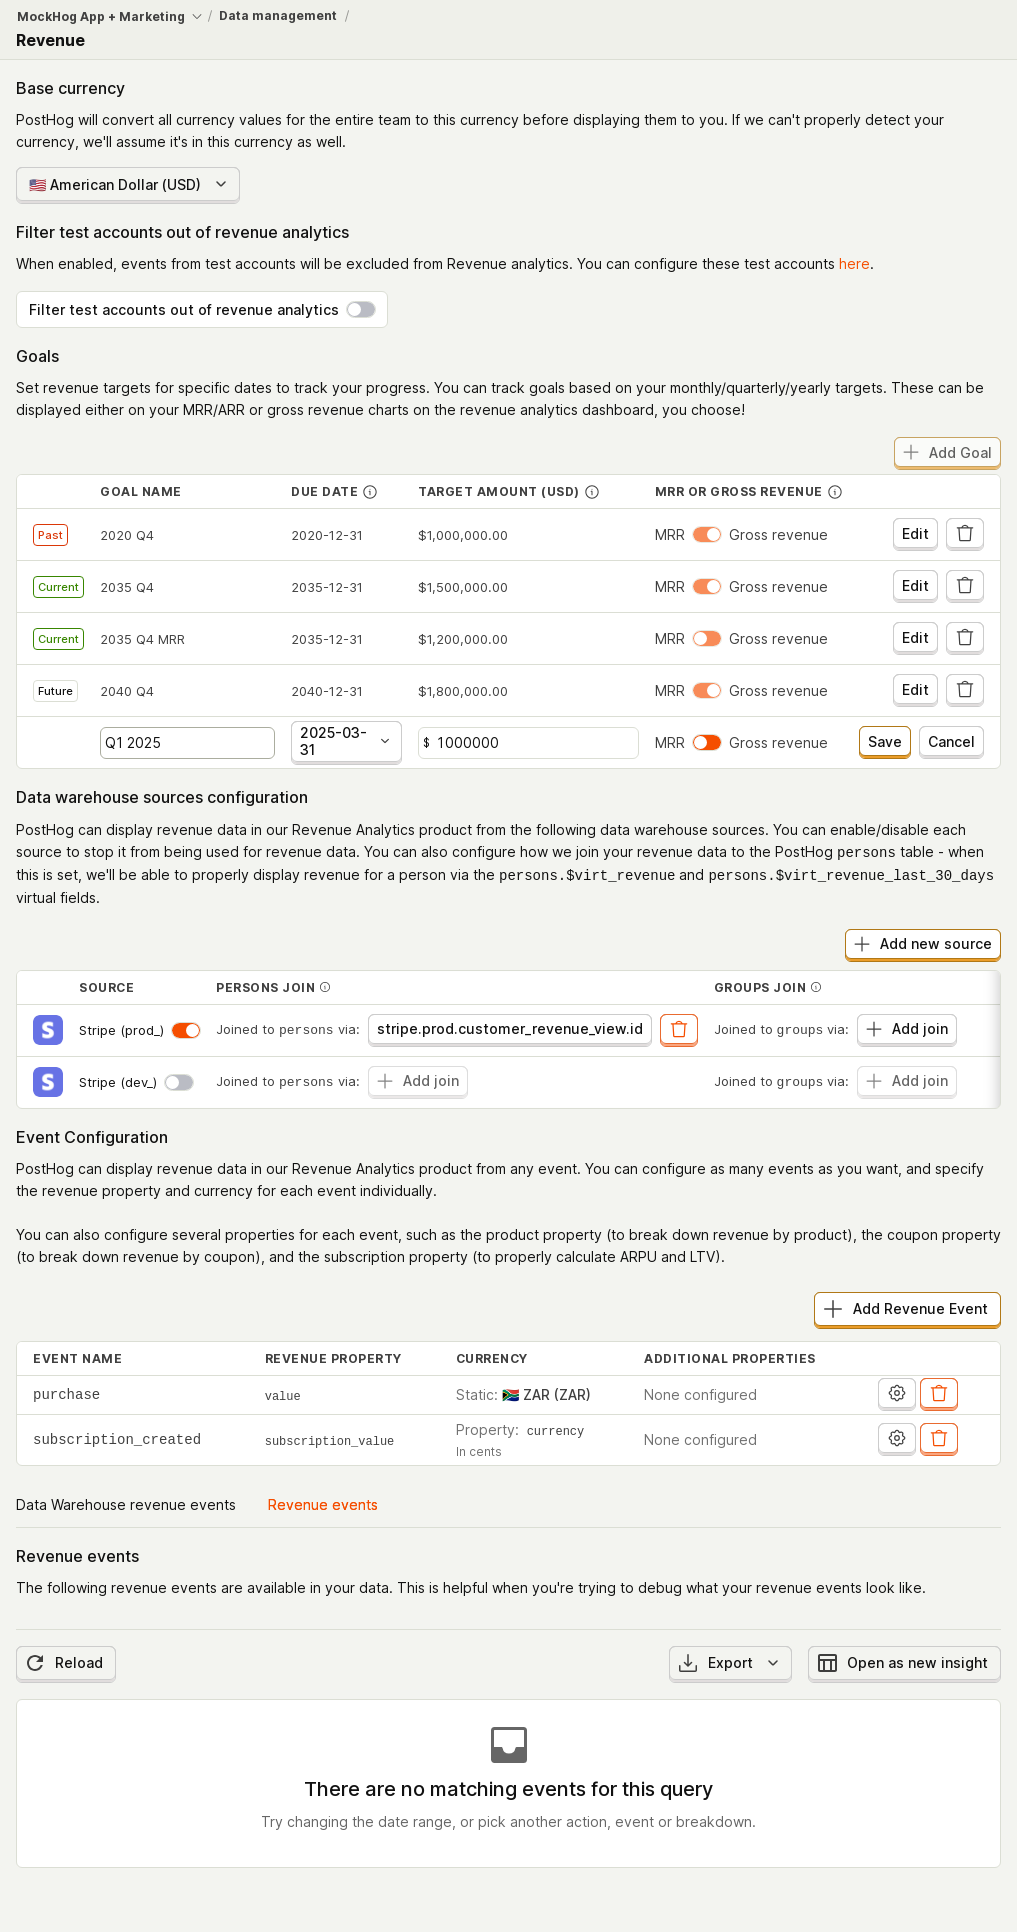 MockHog App + Marketing / Data management /
Revenue
Base currency
PostHog will convert all currency values for the entire team to this currency before displaying them to you. If we can't properly detect your
currency, we'll assume it's in this currency as well.
🇺🇸 American Dollar (USD)
Filter test accounts out of revenue analytics
When enabled, events from test accounts will be excluded from Revenue analytics. You can configure these test accounts here.
Filter test accounts out of revenue analytics
Goals
Set revenue targets for specific dates to track your progress. You can track goals based on your monthly/quarterly/yearly targets. These can be
displayed either on your MRR/ARR or gross revenue charts on the revenue analytics dashboard, you choose!
Add Goal
GOAL NAME DUE DATE TARGET AMOUNT (USD) MRR OR GROSS REVENUE
Past 2020 Q4 2020-12-31 $1,000,000.00 MRR Gross revenue Edit
Current 2035 Q4 2035-12-31 $1,500,000.00 MRR Gross revenue Edit
Current 2035 Q4 MRR 2035-12-31 $1,200,000.00 MRR Gross revenue Edit
Future 2040 Q4 2040-12-31 $1,800,000.00 MRR Gross revenue Edit
Q1 2025 2025-03-31 $ 1000000 MRR Gross revenue Save Cancel
Data warehouse sources configuration
PostHog can display revenue data in our Revenue Analytics product from the following data warehouse sources. You can enable/disable each
source to stop it from being used for revenue data. You can also configure how we join your revenue data to the PostHog persons table - when
this is set, we'll be able to properly display revenue for a person via the persons.$virt_revenue and persons.$virt_revenue_last_30_days
virtual fields.
Add new source
SOURCE PERSONS JOIN GROUPS JOIN
S Stripe (prod_) Joined to persons via: stripe.prod.customer_revenue_view.id Joined to groups via: Add join
S Stripe (dev_) Joined to persons via: Add join Joined to groups via: Add join
Event Configuration
PostHog can display revenue data in our Revenue Analytics product from any event. You can configure as many events as you want, and specify
the revenue property and currency for each event individually.
You can also configure several properties for each event, such as the product property (to break down revenue by product), the coupon property
(to break down revenue by coupon), and the subscription property (to properly calculate ARPU and LTV).
Add Revenue Event
EVENT NAME REVENUE PROPERTY CURRENCY ADDITIONAL PROPERTIES
purchase value Static: 🇿🇦 ZAR (ZAR) None configured
subscription_created subscription_value Property: currency None configured
In cents
Data Warehouse revenue events Revenue events
Revenue events
The following revenue events are available in your data. This is helpful when you're trying to debug what your revenue events look like.
Reload Export Open as new insight
There are no matching events for this query
Try changing the date range, or pick another action, event or breakdown.